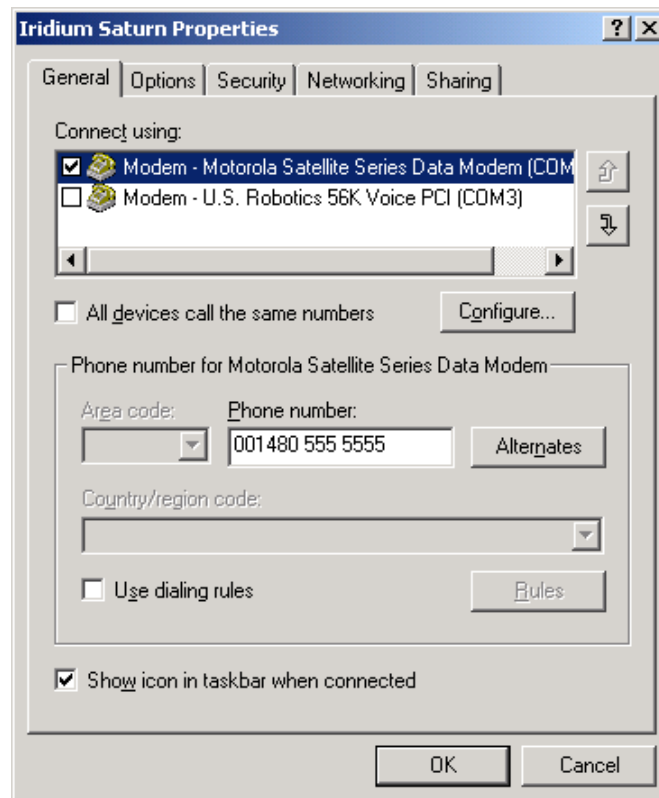 Iridium Saturn Properties
General Options Security Networking Sharing
Connect using:
Modem - Motorola Satellite Series Data Modem (COM
Modem - U.S. Robotics 56K Voice PCI (COM3)
All devices call the same numbers Configure...
Phone number for Motorola Satellite Series Data Modem
Area code: Phone number:
001480 555 5555 Alternates
Country/region code:
Use dialing rules Rules
Show icon in taskbar when connected
OK Cancel